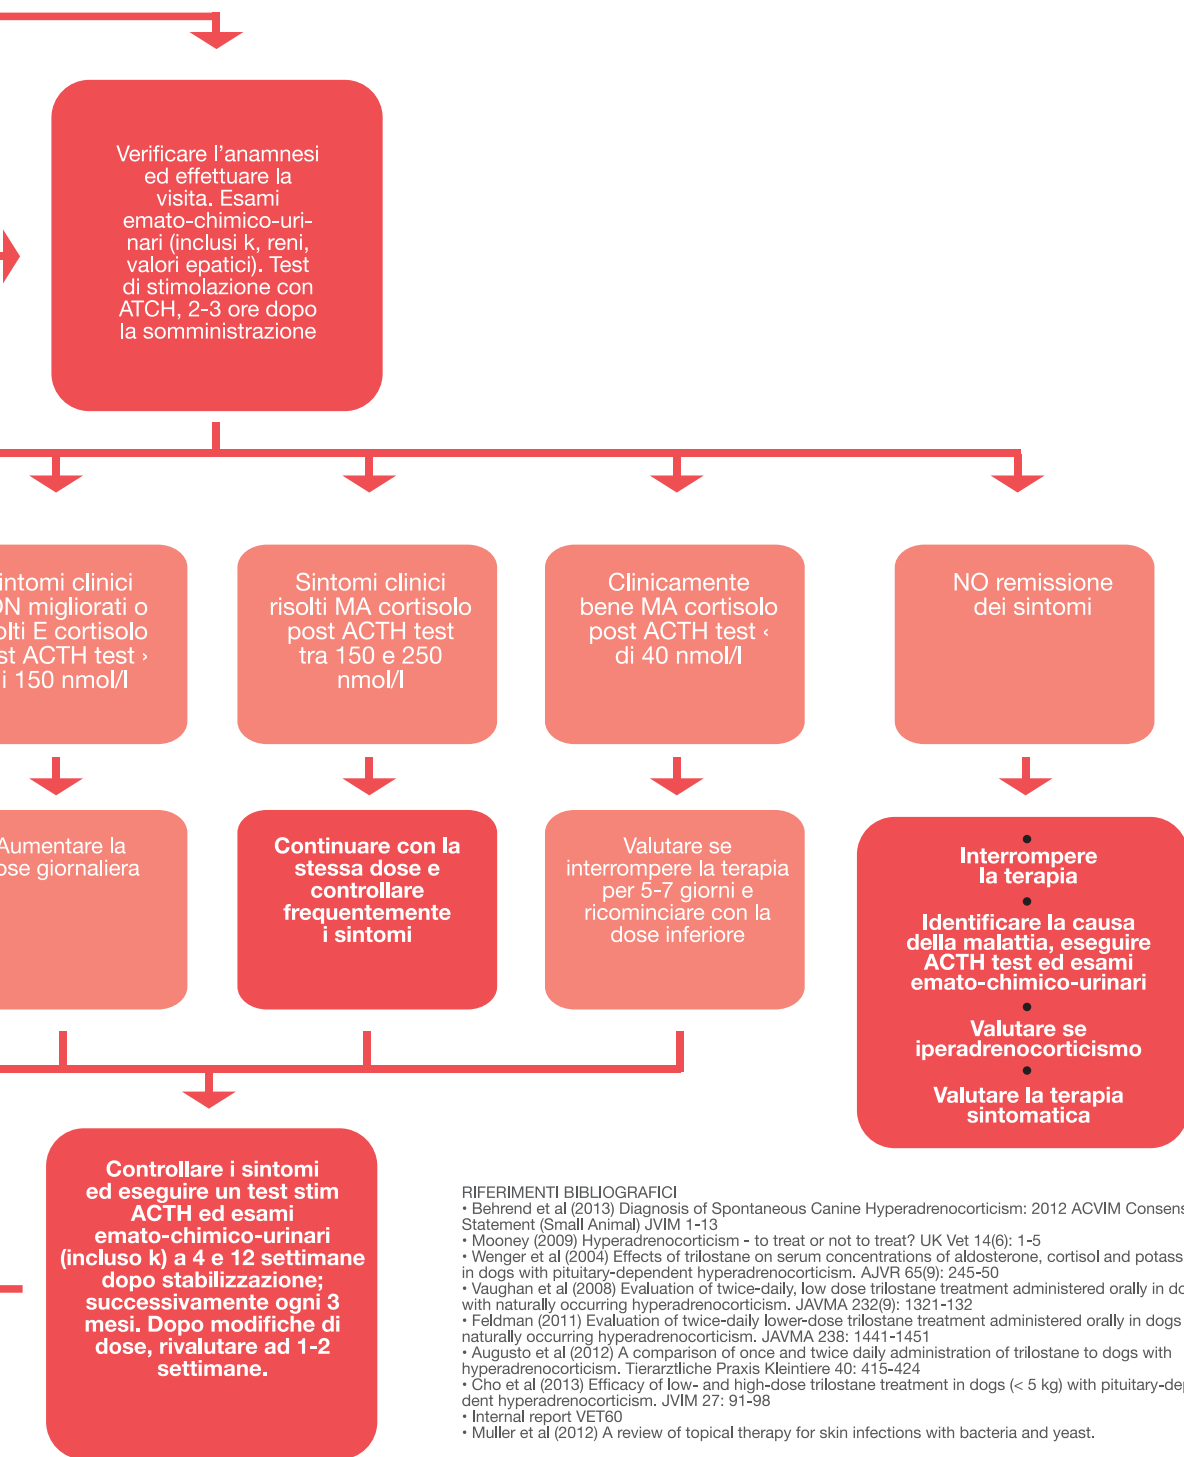 Verificare l'anamnesi
ed effettuare la
visita. Esami
emato-chimico-uri-
nari (inclusi k, reni,
valori epatici). Test
di stimolazione con
ATCH, 2-3 ore dopo
la somministrazione
intomi clinici
ON migliorati o
olti E cortisolo
st ACTH test ›
i 150 nmol/l
Sintomi clinici
risolti MA cortisolo
post ACTH test
tra 150 e 250
nmol/l
Clinicamente
bene MA cortisolo
post ACTH test ‹
di 40 nmol/l
NO remissione
dei sintomi
Aumentare la
ose giornaliera
Continuare con la
stessa dose e
controllare
frequentemente
i sintomi
Valutare se
interrompere la terapia
per 5-7 giorni e
ricominciare con la
dose inferiore
•
Interrompere
la terapia
•
Identificare la causa
della malattia, eseguire
ACTH test ed esami
emato-chimico-urinari
•
Valutare se
iperadrenocorticismo
•
Valutare la terapia
sintomatica
Controllare i sintomi
ed eseguire un test stim
ACTH ed esami
emato-chimico-urinari
(incluso k) a 4 e 12 settimane
dopo stabilizzazione;
successivamente ogni 3
mesi. Dopo modifiche di
dose, rivalutare ad 1-2
settimane.
RIFERIMENTI BIBLIOGRAFICI
• Behrend et al (2013) Diagnosis of Spontaneous Canine Hyperadrenocorticism: 2012 ACVIM Consens
Statement (Small Animal) JVIM 1-13
• Mooney (2009) Hyperadrenocorticism - to treat or not to treat? UK Vet 14(6): 1-5
• Wenger et al (2004) Effects of trilostane on serum concentrations of aldosterone, cortisol and potass
in dogs with pituitary-dependent hyperadrenocorticism. AJVR 65(9): 245-50
• Vaughan et al (2008) Evaluation of twice-daily, low dose trilostane treatment administered orally in do
with naturally occurring hyperadrenocorticism. JAVMA 232(9): 1321-132
• Feldman (2011) Evaluation of twice-daily lower-dose trilostane treatment administered orally in dogs
naturally occurring hyperadrenocorticism. JAVMA 238: 1441-1451
• Augusto et al (2012) A comparison of once and twice daily administration of trilostane to dogs with
hyperadrenocorticism. Tierarztliche Praxis Kleintiere 40: 415-424
• Cho et al (2013) Efficacy of low- and high-dose trilostane treatment in dogs (< 5 kg) with pituitary-dep
dent hyperadrenocorticism. JVIM 27: 91-98
• Internal report VET60
• Muller et al (2012) A review of topical therapy for skin infections with bacteria and yeast.